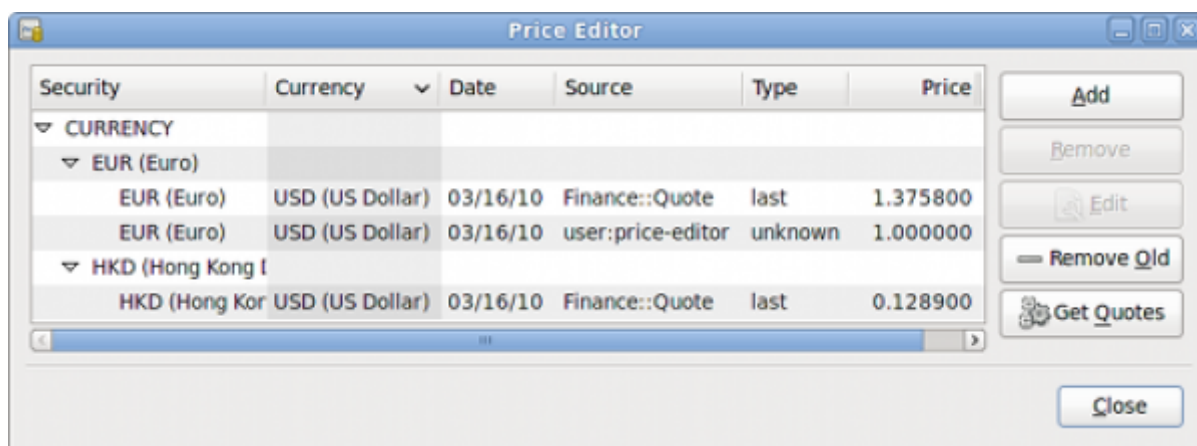 Price Editor
Security Currency Date Source Type Price
CURRENCY
EUR (Euro)
EUR (Euro) USD (US Dollar) 03/16/10 Finance::Quote last 1.375800
EUR (Euro) USD (US Dollar) 03/16/10 user:price-editor unknown 1.000000
HKD (Hong Kong
HKD (Hong Kor USD (US Dollar) 03/16/10 Finance::Quote last 0.128900
Add
Remove
Edit
Remove Old
Get Quotes
Close